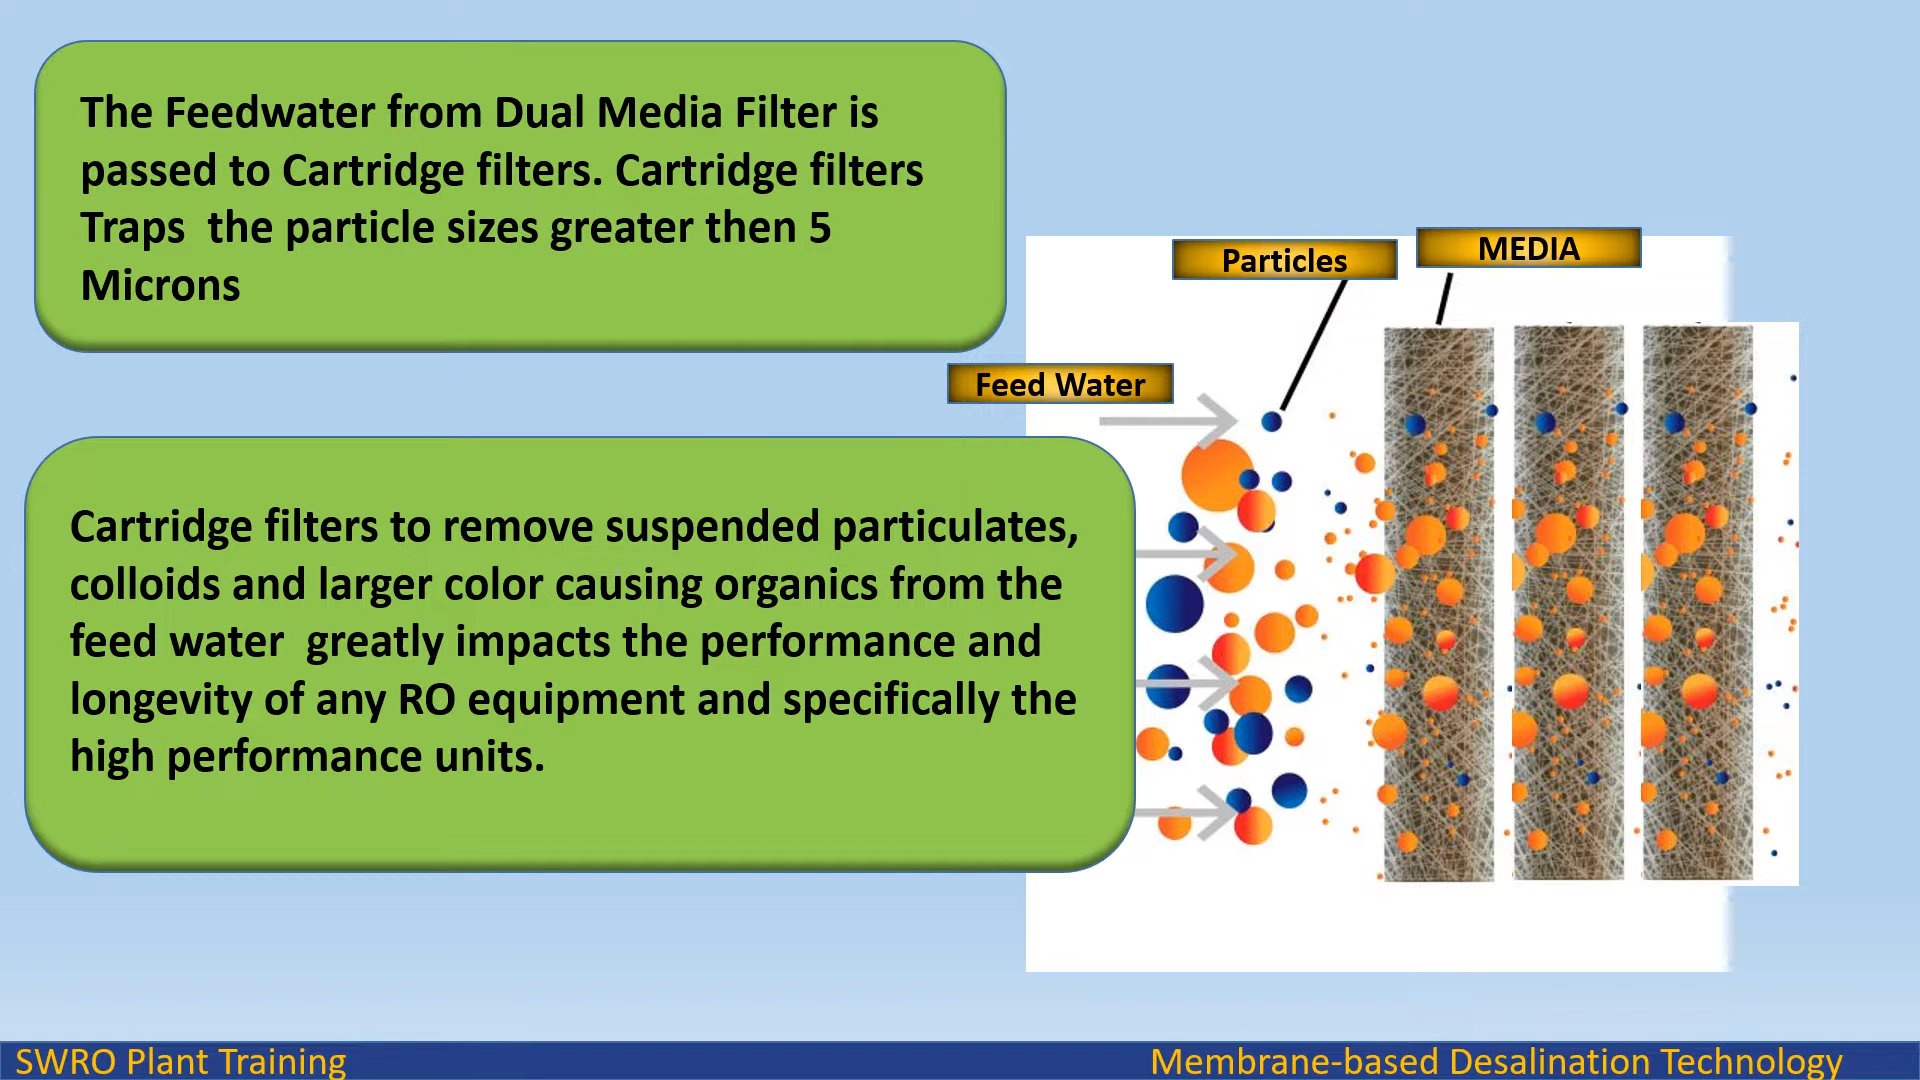 The Feedwater from Dual Media Filter is
passed to Cartridge filters. Cartridge filters
Traps  the particle sizes greater then 5
Microns
Particles
MEDIA
Feed Water
Cartridge filters to remove suspended particulates,
colloids and larger color causing organics from the
feed water  greatly impacts the performance and
longevity of any RO equipment and specifically the
high performance units.
SWRO Plant Training
Membrane-based Desalination Technology